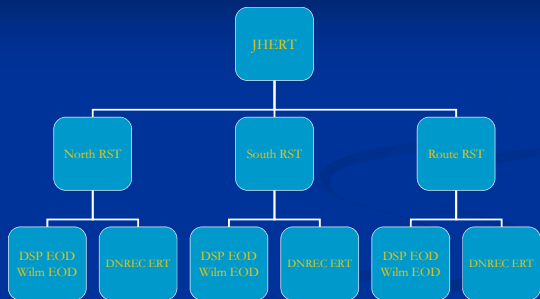 JHERT
North RST
South RST
Route RST
DSP EOD
Wilm EOD
DNREC ERT
DSP EOD
Wilm EOD
DNREC ERT
DSP EOD
Wilm EOD
DNREC ERT